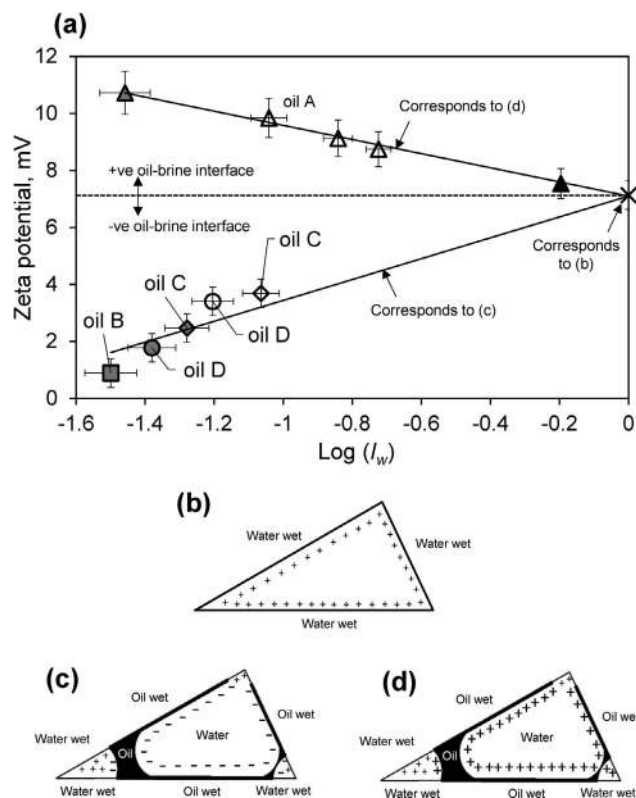 (a)
12
10
8
6
4
2
0
Zeta potential, mV
oil A
Corresponds to (d)
+ve oil-brine interface
-ve oil-brine interface
Corresponds
to (b)
oil C
oil C
oil B
oil D
oil D
Corresponds to (c)
-1.6 -1.4 -1.2 -1 -0.8 -0.6 -0.4 -0.2 0
Log (Iw)
(b)
Water wet
Water wet
Water wet
(c)
Oil wet
Oil wet
Water wet
Oil
Water
Water wet
Oil wet
Water wet
(d)
Oil wet
Oil we
Water wet
Oil
Water
Water wet
Oil wet
Water wet